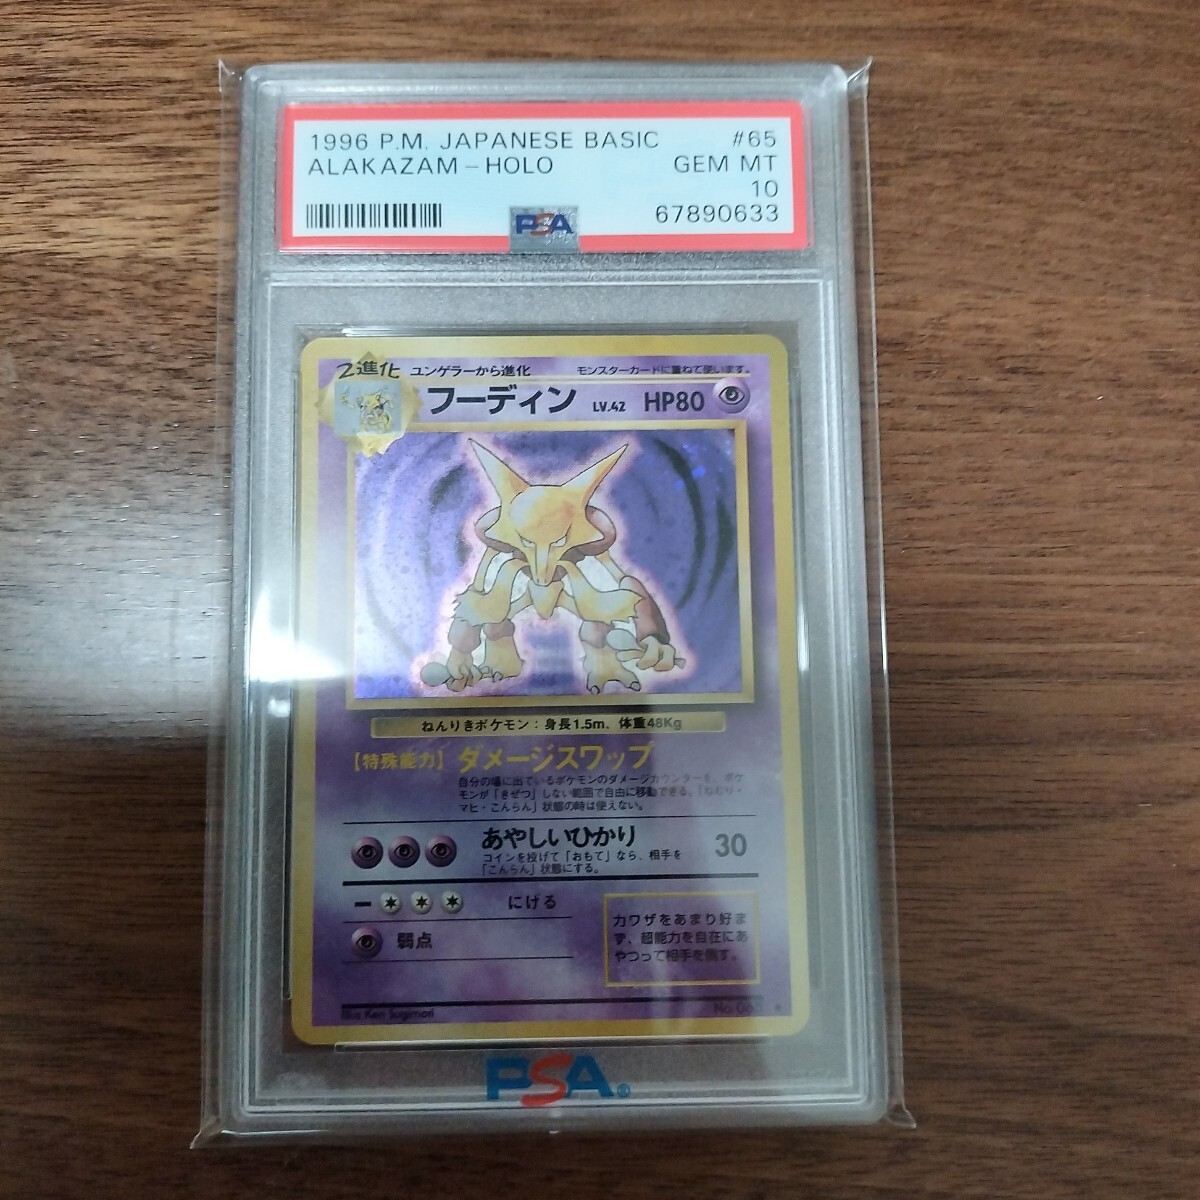 1996 P.M. JAPANESE BASIC #65
ALAKAZAM - HOLO GEM MT
10
PSA 67890633
2進化 ユンゲラーから進化 モンスターカードに重ねて使います。
フーディン LV.42 HP80
ねんりきポケモン:身長1.5m、体重48Kg
【特殊能力】ダメージスワップ
自分の場に出ているポケモンのダメージカウンターを、ポケ
モンが「きぜつ」しない範囲で自由に移動できる。「ねむり・
マヒ・こんらん」状態の時は使えない。
あやしいひかり 30
コインを投げて「おもて」なら、相手を
「こんらん」状態にする。
にげる
弱点
力ワザをあまり好ま
ず、超能力を自在にあ
やつって相手を倒す。
Illus. Ken Sugimori No.065
PSA®